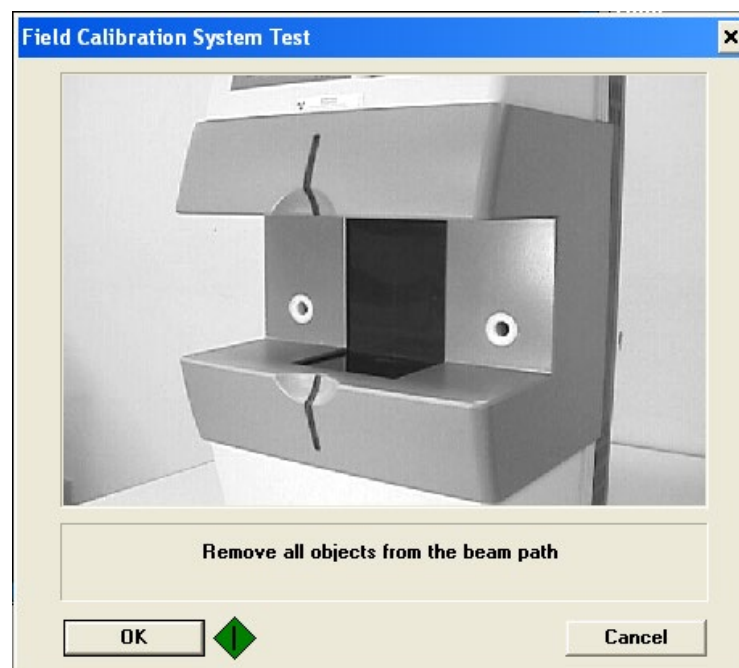 Field Calibration System Test
Remove all objects from the beam path
OK
Cancel